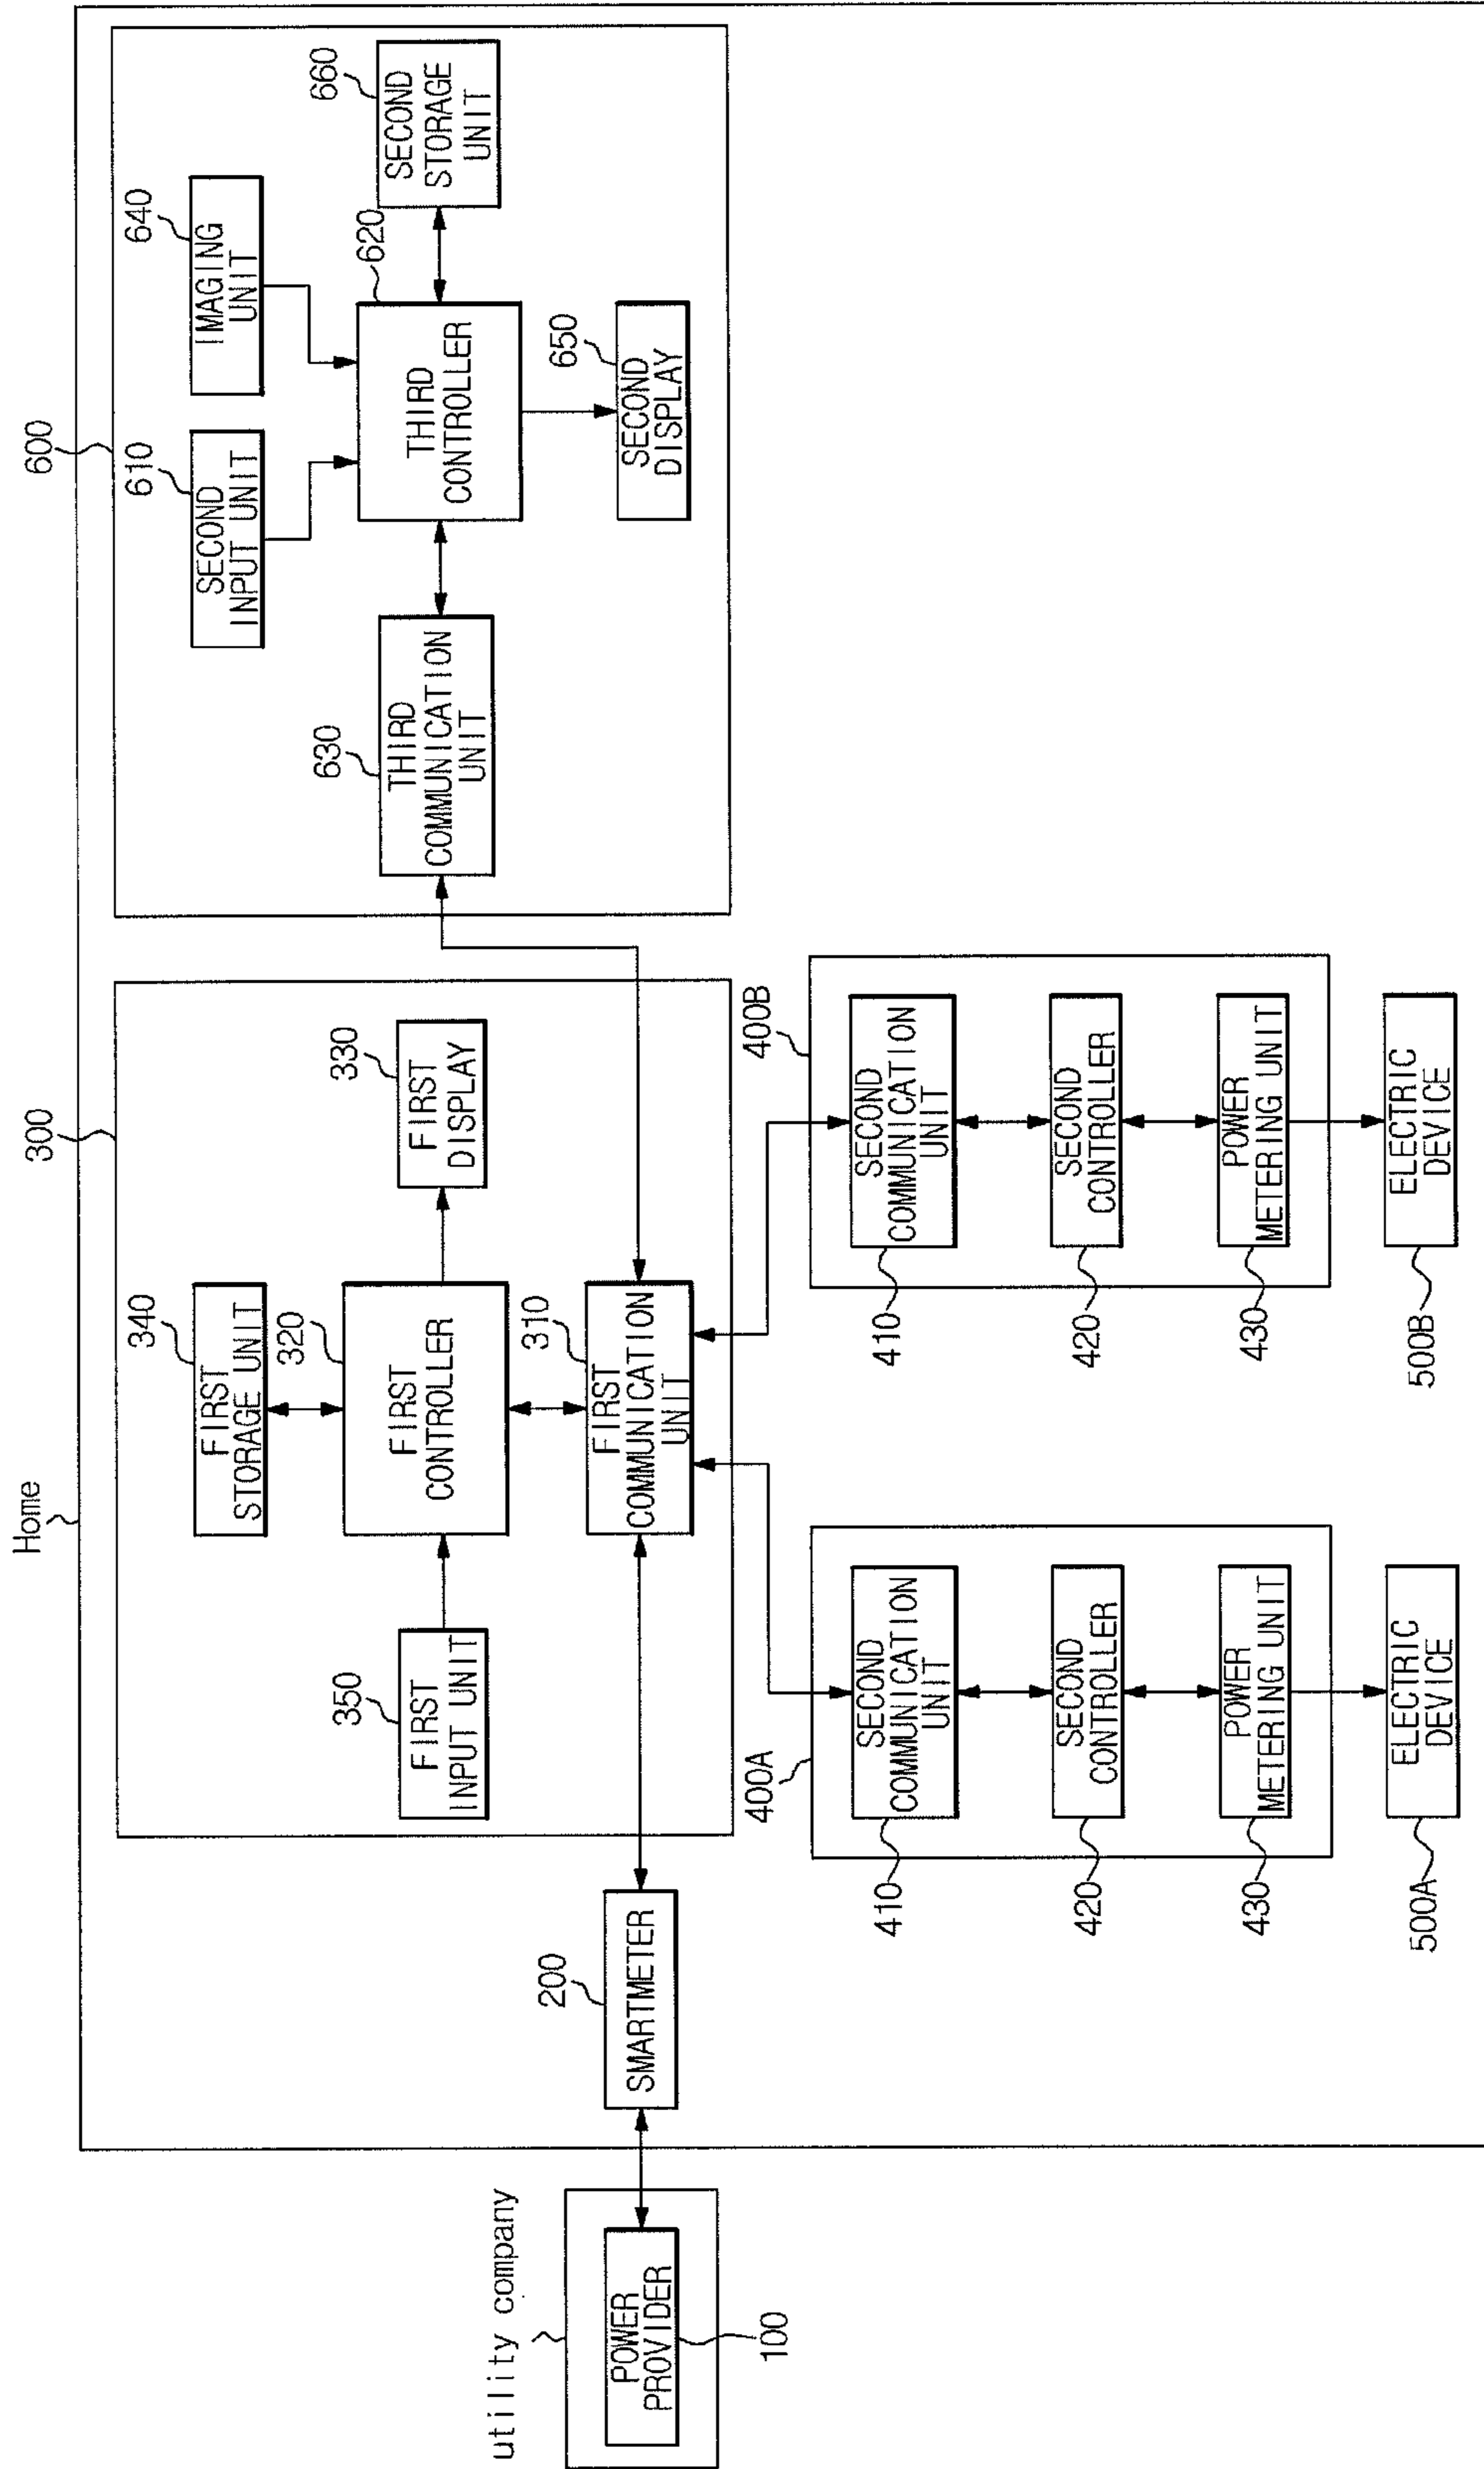 Home
600
300
610
SECOND
INPUT UNIT
640
IMAGING
UNIT
340
FIRST
STORAGE UNIT
350
FIRST
INPUT UNIT
320
FIRST
CONTROLLER
330
FIRST
DISPLAY
630
THIRD
COMMUNICATION
UNIT
620
THIRD
CONTROLLER
660
SECOND
STORAGE
UNIT
650
SECOND
DISPLAY
utility company
POWER
PROVIDER
100
200
SMARTMETER
310
FIRST
COMMUNICATION
UNIT
400A
SECOND
COMMUNICATION
UNIT
410
SECOND
CONTROLLER
420
POWER
METERING UNIT
430
ELECTRIC
DEVICE
500A
400B
SECOND
COMMUNICATION
UNIT
410
SECOND
CONTROLLER
420
POWER
METERING UNIT
430
ELECTRIC
DEVICE
500B